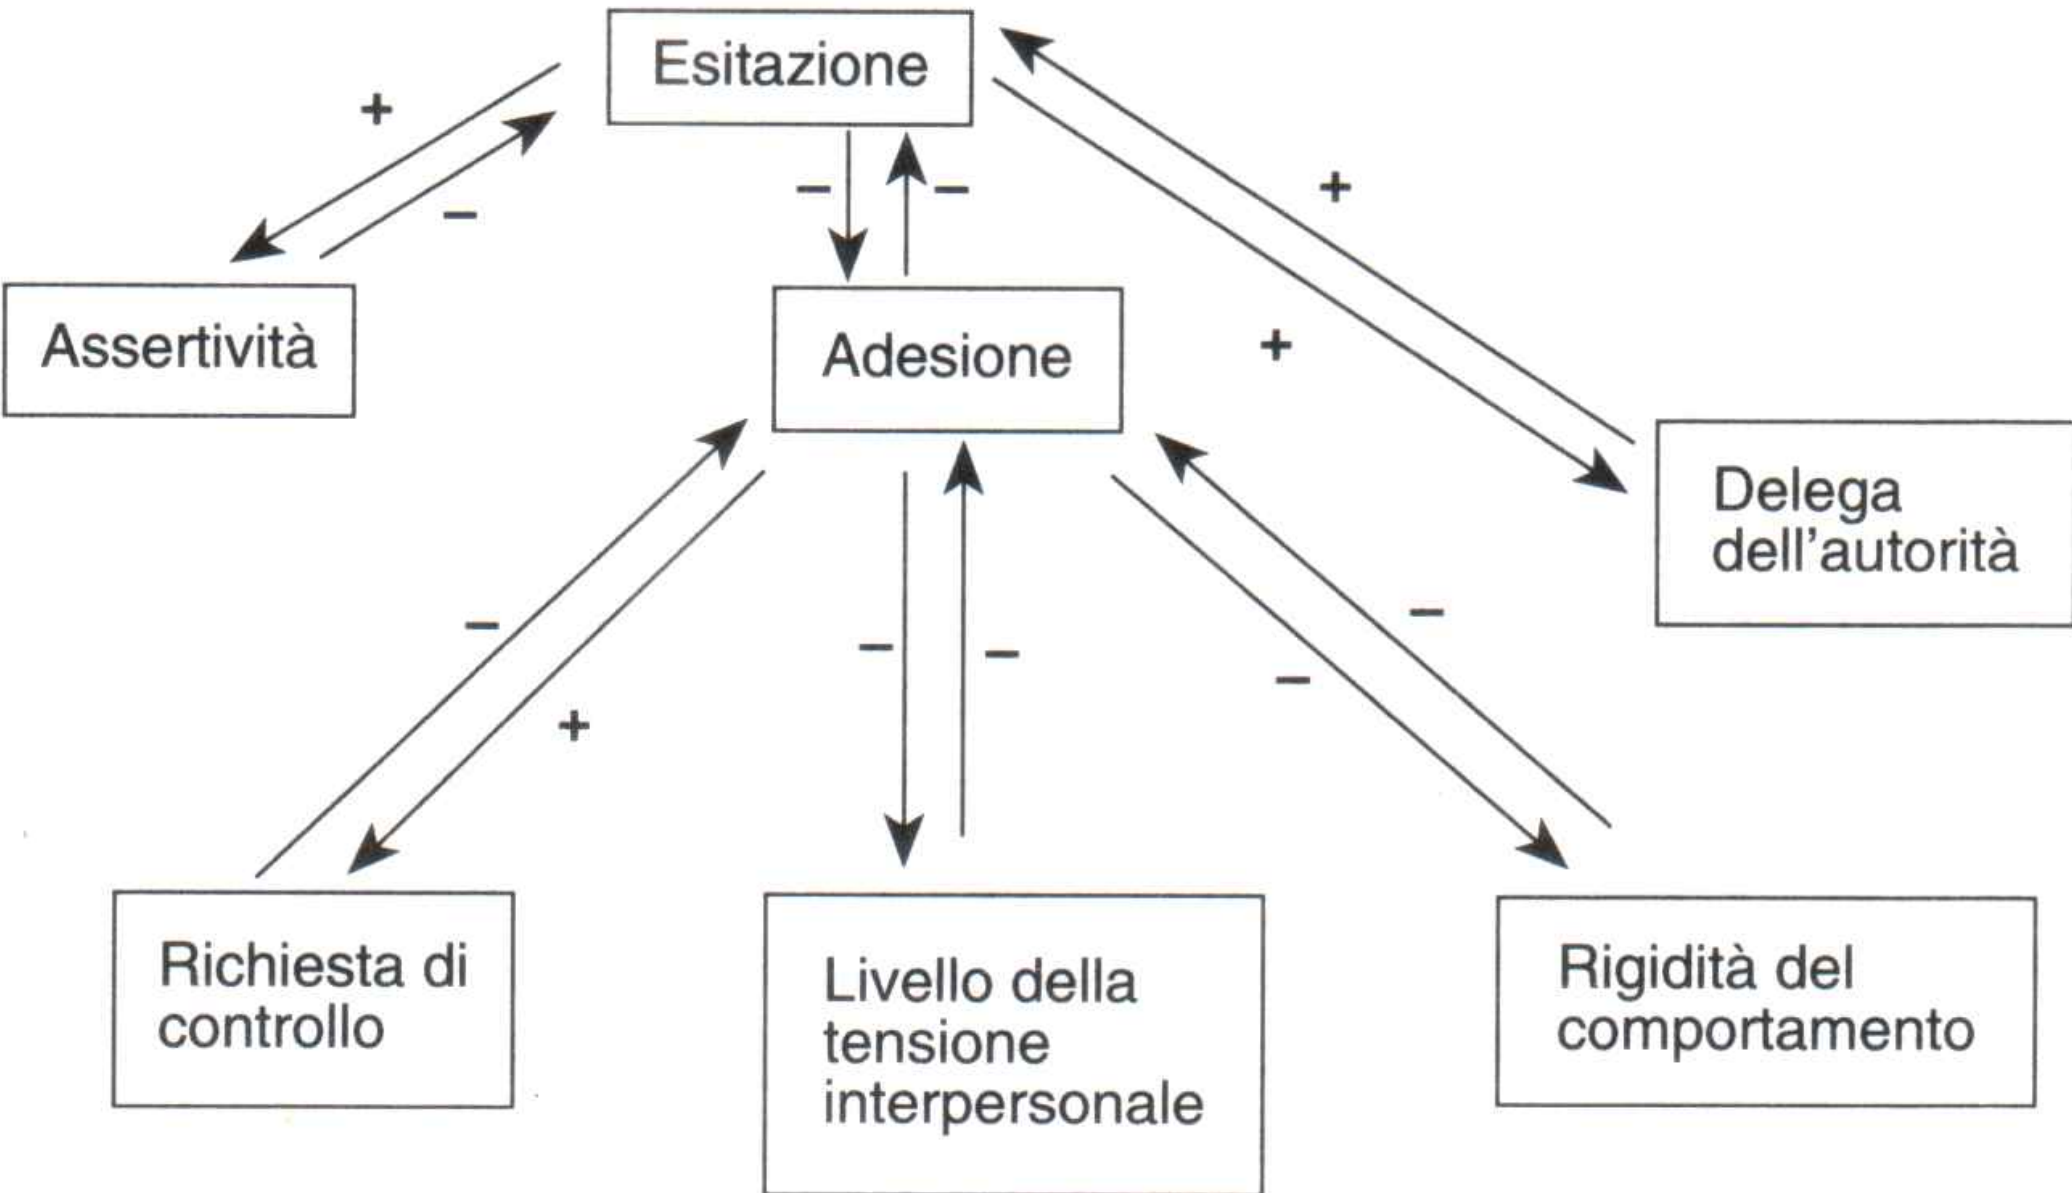 Esitazione
+
−
−
−
+
+
Assertività
Adesione
Delega
dell'autorità
−
+
−
−
−
−
Richiesta di
controllo
Livello della
tensione
interpersonale
Rigidità del
comportamento